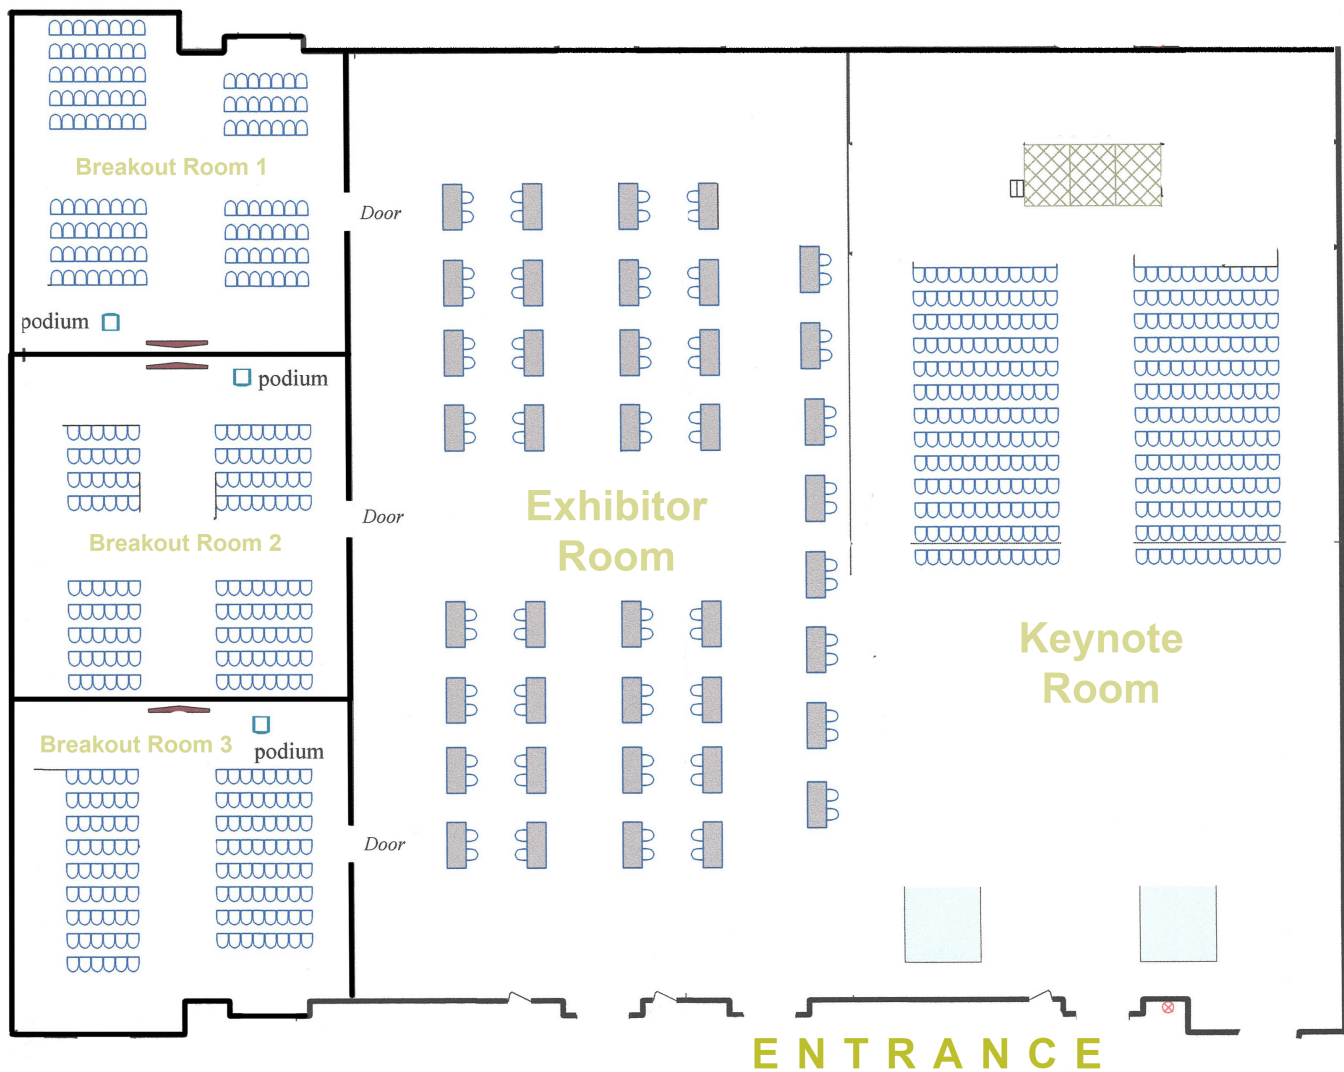 Breakout Room 1
Door
podium
podium
Exhibitor
Room
Door
Breakout Room 2
Keynote
Room
Breakout Room 3
podium
Door
ENTRANCE